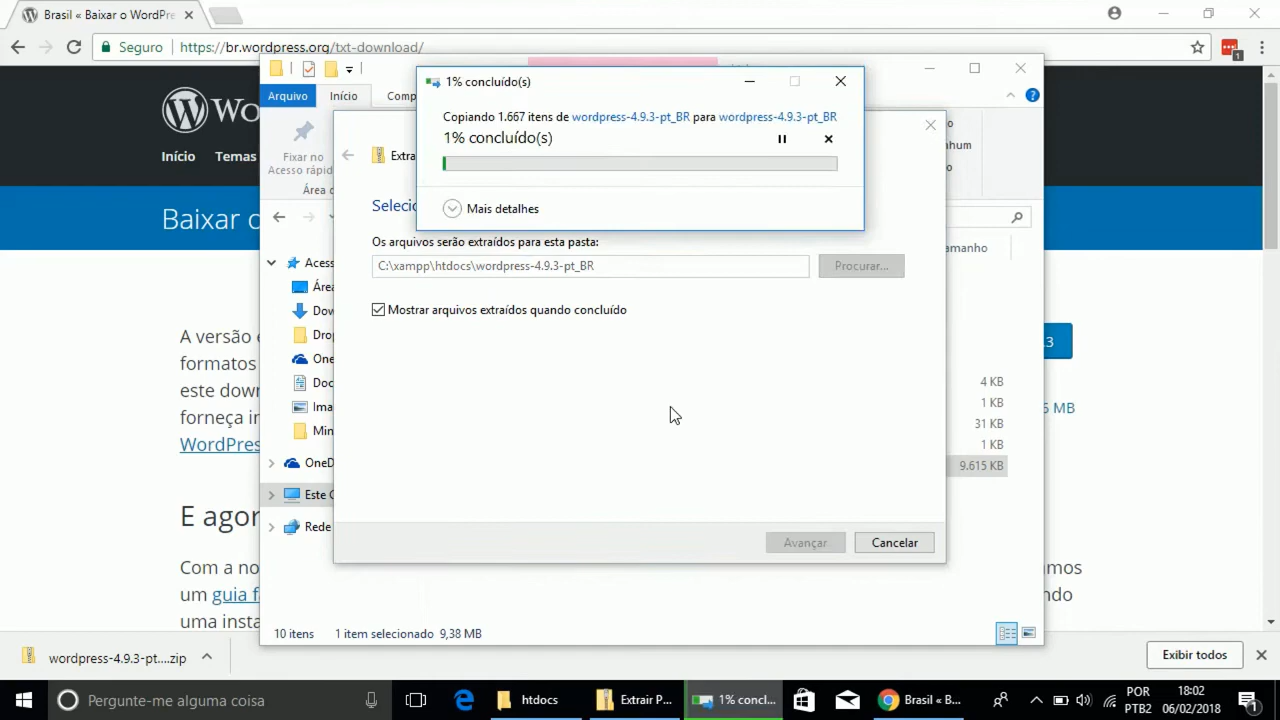 Brasil « Baixar o WordPre
Seguro
https://br.wordpress.org/txt-download/
1
Início
Temas
Baixar o
A versão
formatos
este down
forneça in
WordPres
E agor
Com a no
um guia f
uma insta
Arquivo
Início
Comp
Fixar no
Acesso rápid
Área d
Extra
Selecio
Os arquivos serão extraídos para esta pasta:
C:\xampp\htdocs\wordpress-4.9.3-pt_BR
Procurar...
Mostrar arquivos extraídos quando concluído
Avançar
Cancelar
1% concluído(s)
Copiando 1.667 itens de wordpress-4.9.3-pt_BR para wordpress-4.9.3-pt_BR
1% concluído(s)
Mais detalhes
Acess
Área
Dow
Drop
One
Doc
Ima
Min
OneD
Este C
Rede
amanho
4 KB
1 KB
31 KB
1 KB
9.615 KB
.3
MB
amos
ndo
10 itens
1 item selecionado 9,38 MB
wordpress-4.9.3-pt....zip
Exibir todos
Pergunte-me alguma coisa
htdocs
Extrair P...
1% concl...
Brasil « B...
POR
PTB2
18:02
06/02/2018
1